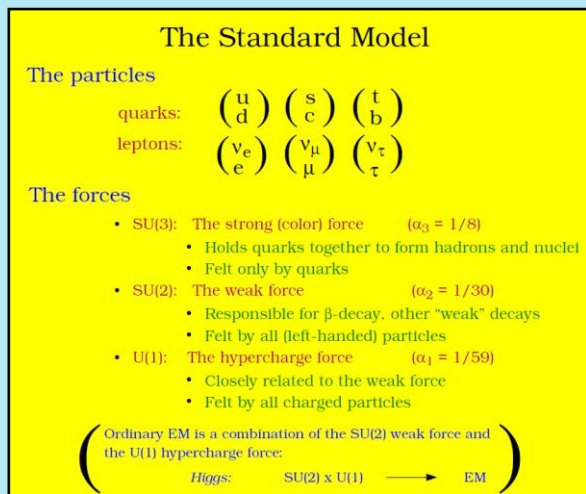 The Standard Model
The particles
quarks: (u d) (s c) (t b)
leptons: (νe e) (νμ μ) (ντ τ)
The forces
• SU(3): The strong (color) force (α3 = 1/8)
• Holds quarks together to form hadrons and nuclei
• Felt only by quarks
• SU(2): The weak force (α2 = 1/30)
• Responsible for β-decay, other “weak” decays
• Felt by all (left-handed) particles
• U(1): The hypercharge force (α1 = 1/59)
• Closely related to the weak force
• Felt by all charged particles
Ordinary EM is a combination of the SU(2) weak force and
the U(1) hypercharge force:
Higgs: SU(2) x U(1) → EM